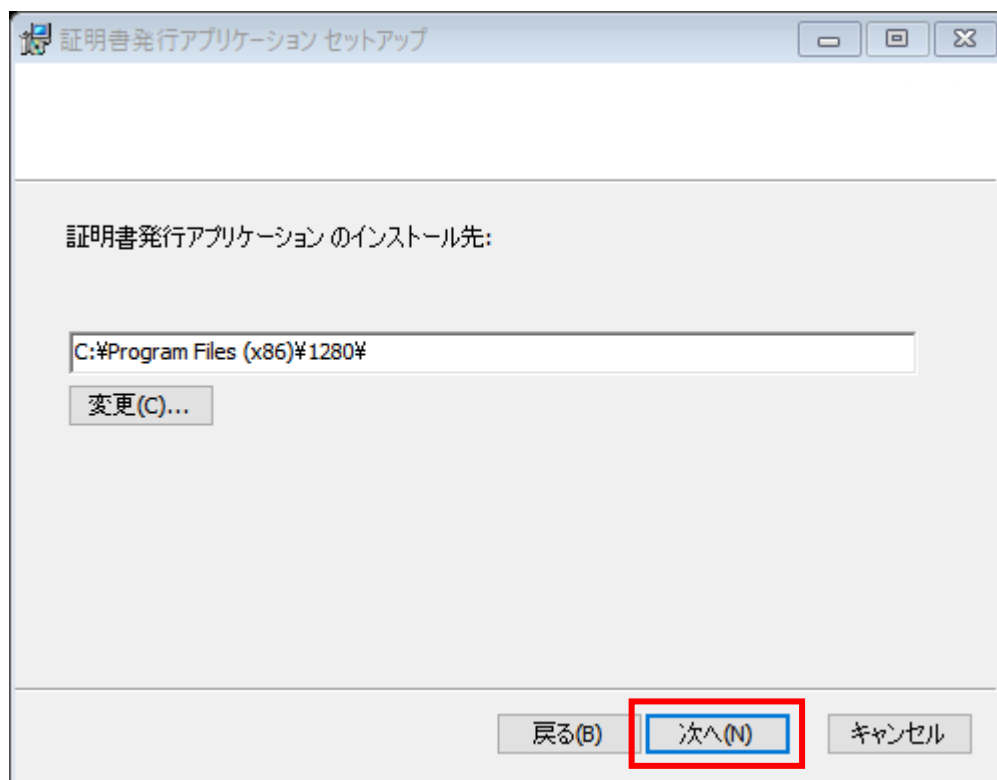 証明書発行アプリケーション セットアップ
証明書発行アプリケーション のインストール先:
C:¥Program Files (x86)¥1280¥
変更(C)...
戻る(B) 次へ(N) キャンセル